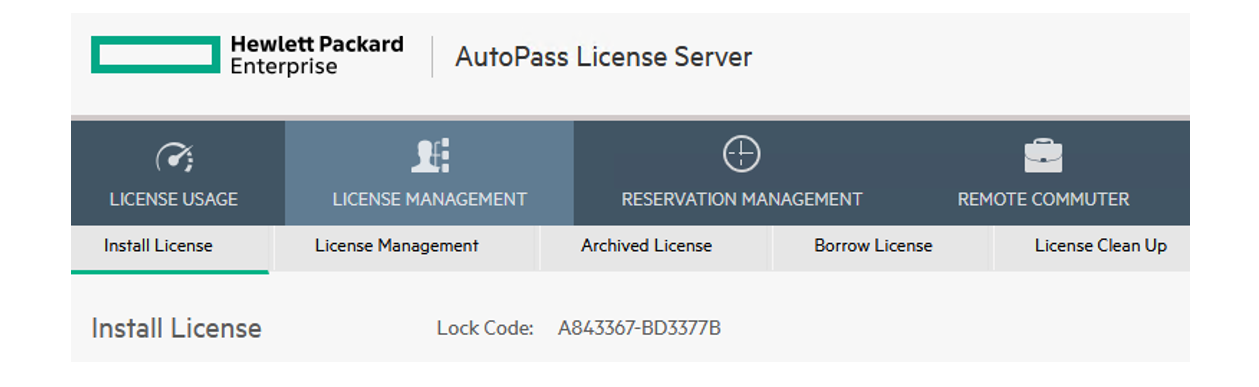 Hewlett Packard
Enterprise
AutoPass License Server
LICENSE USAGE
LICENSE MANAGEMENT
RESERVATION MANAGEMENT
REMOTE COMMUTER
Install License
License Management
Archived License
Borrow License
License Clean Up
Install License
Lock Code: A843367-BD3377B